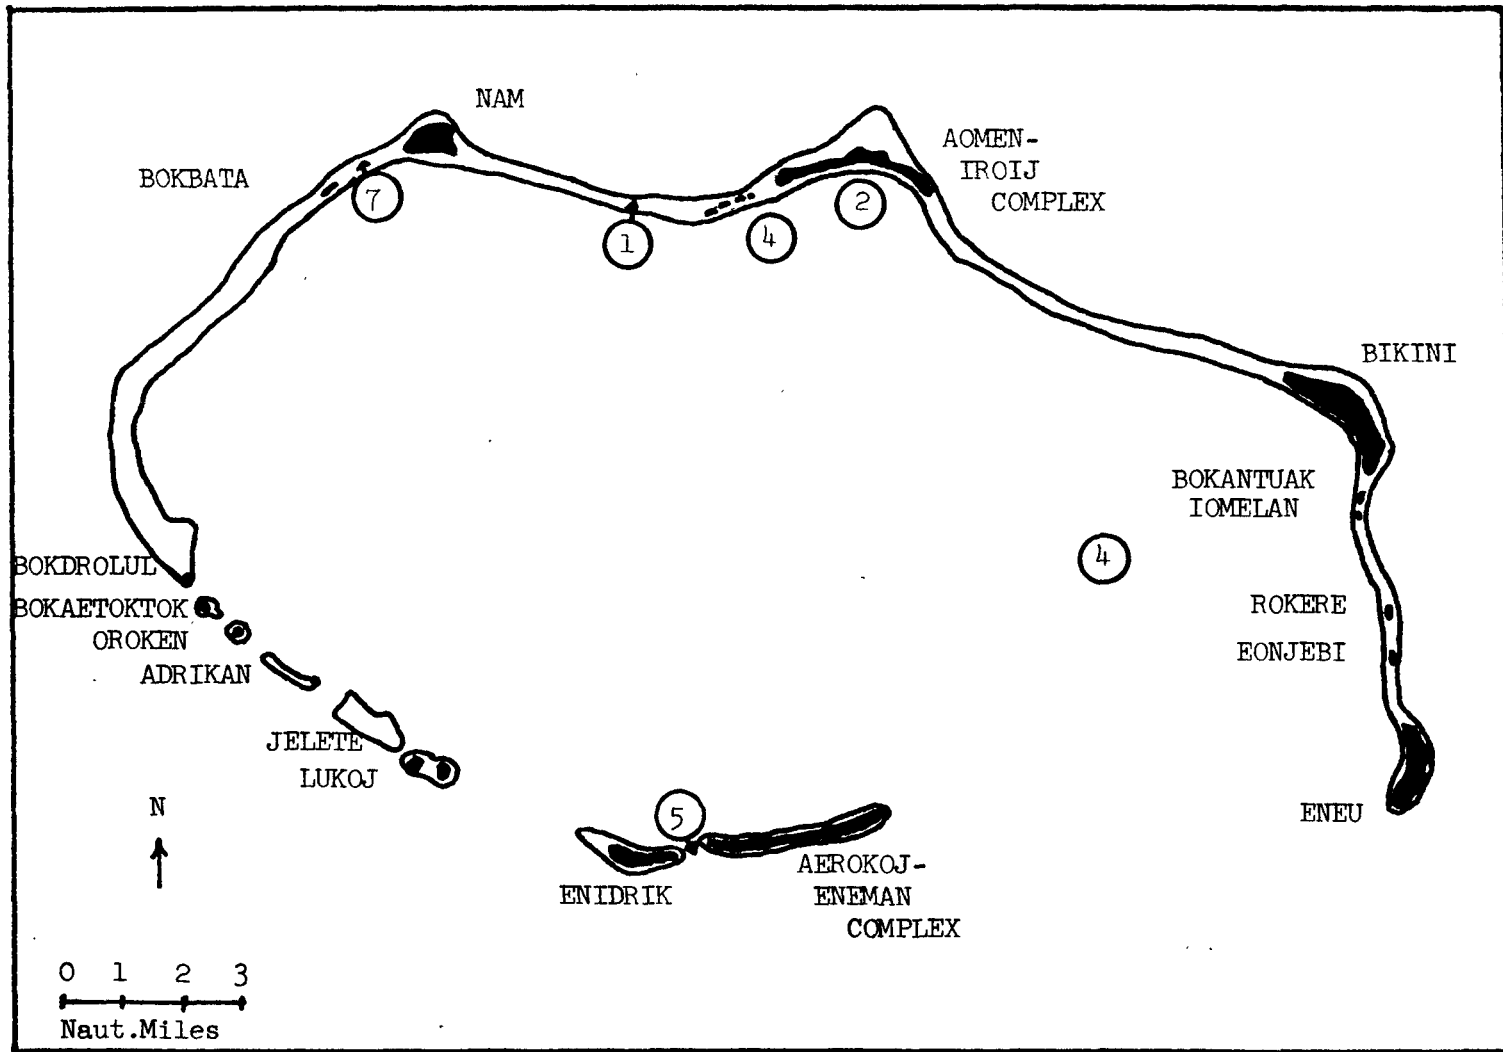 NAM
AOMEN-
IROIJ
COMPLEX
BOKBATA
7
1
4
2
BIKINI
BOKANTUAK
IOMELAN
4
BOKDROLUL
BOKAETOKTOK
OROKEN
ADRIKAN
ROKERE
EONJEBI
JELETE
LUKOJ
N
5
ENEU
ENIDRIK
AEROKOJ-
ENEMAN
COMPLEX
0 1 2 3
Naut.Miles